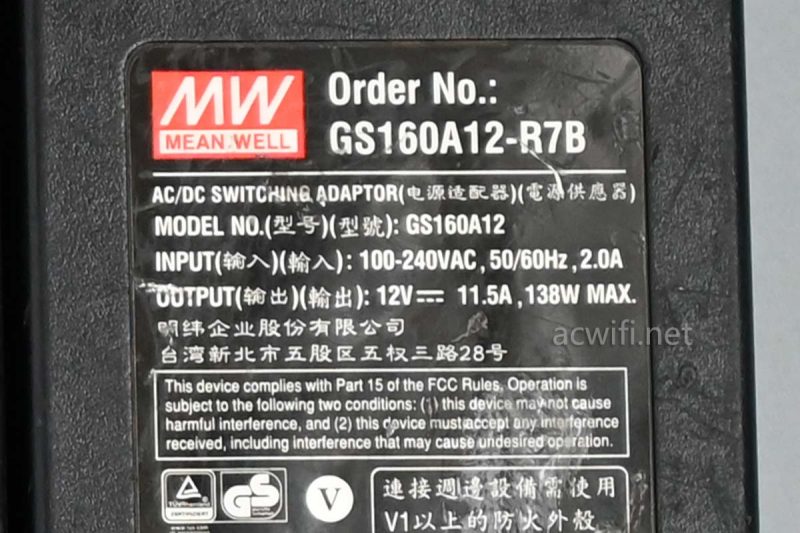 MW
MEAN WELL
Order No.:
GS160A12-R7B
AC/DC SWITCHING ADAPTOR(电源适配器)(電源供應器)
MODEL NO.(型号)(型號): GS160A12
INPUT(输入)(輸入): 100-240VAC, 50/60Hz, 2.0A
OUTPUT(输出)(輸出): 12V⎓ 11.5A, 138W MAX.
明纬企业股份有限公司
台湾新北市五股区五权三路28号
acwifi.net
This device complies with Part 15 of the FCC Rules. Operation is
subject to the following two conditions: (1) this device may not cause
harmful interference, and (2) this device must accept any interference
received, including interference that may cause undesired operation.
GS
V
連接週邊設備需使用
V1以上的防火外殼